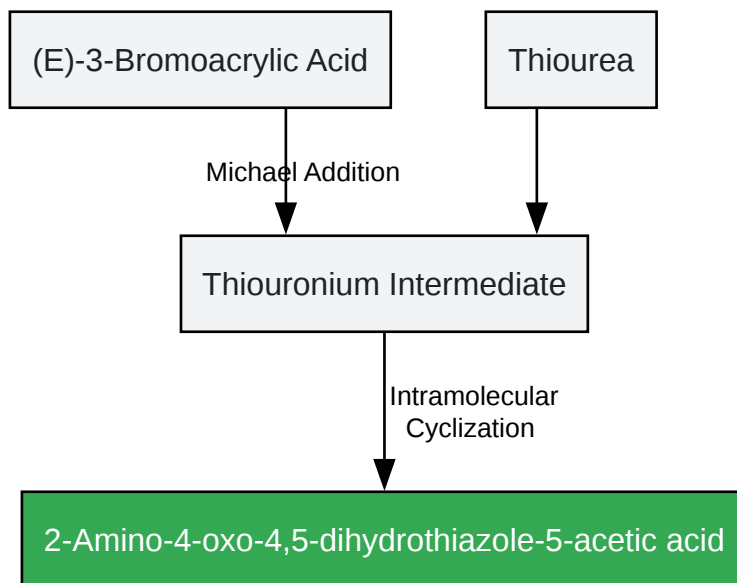 (E)-3-Bromoacrylic Acid
Thiourea
Michael Addition
Thiouronium Intermediate
Intramolecular
Cyclization
2-Amino-4-oxo-4,5-dihydrothiazole-5-acetic acid